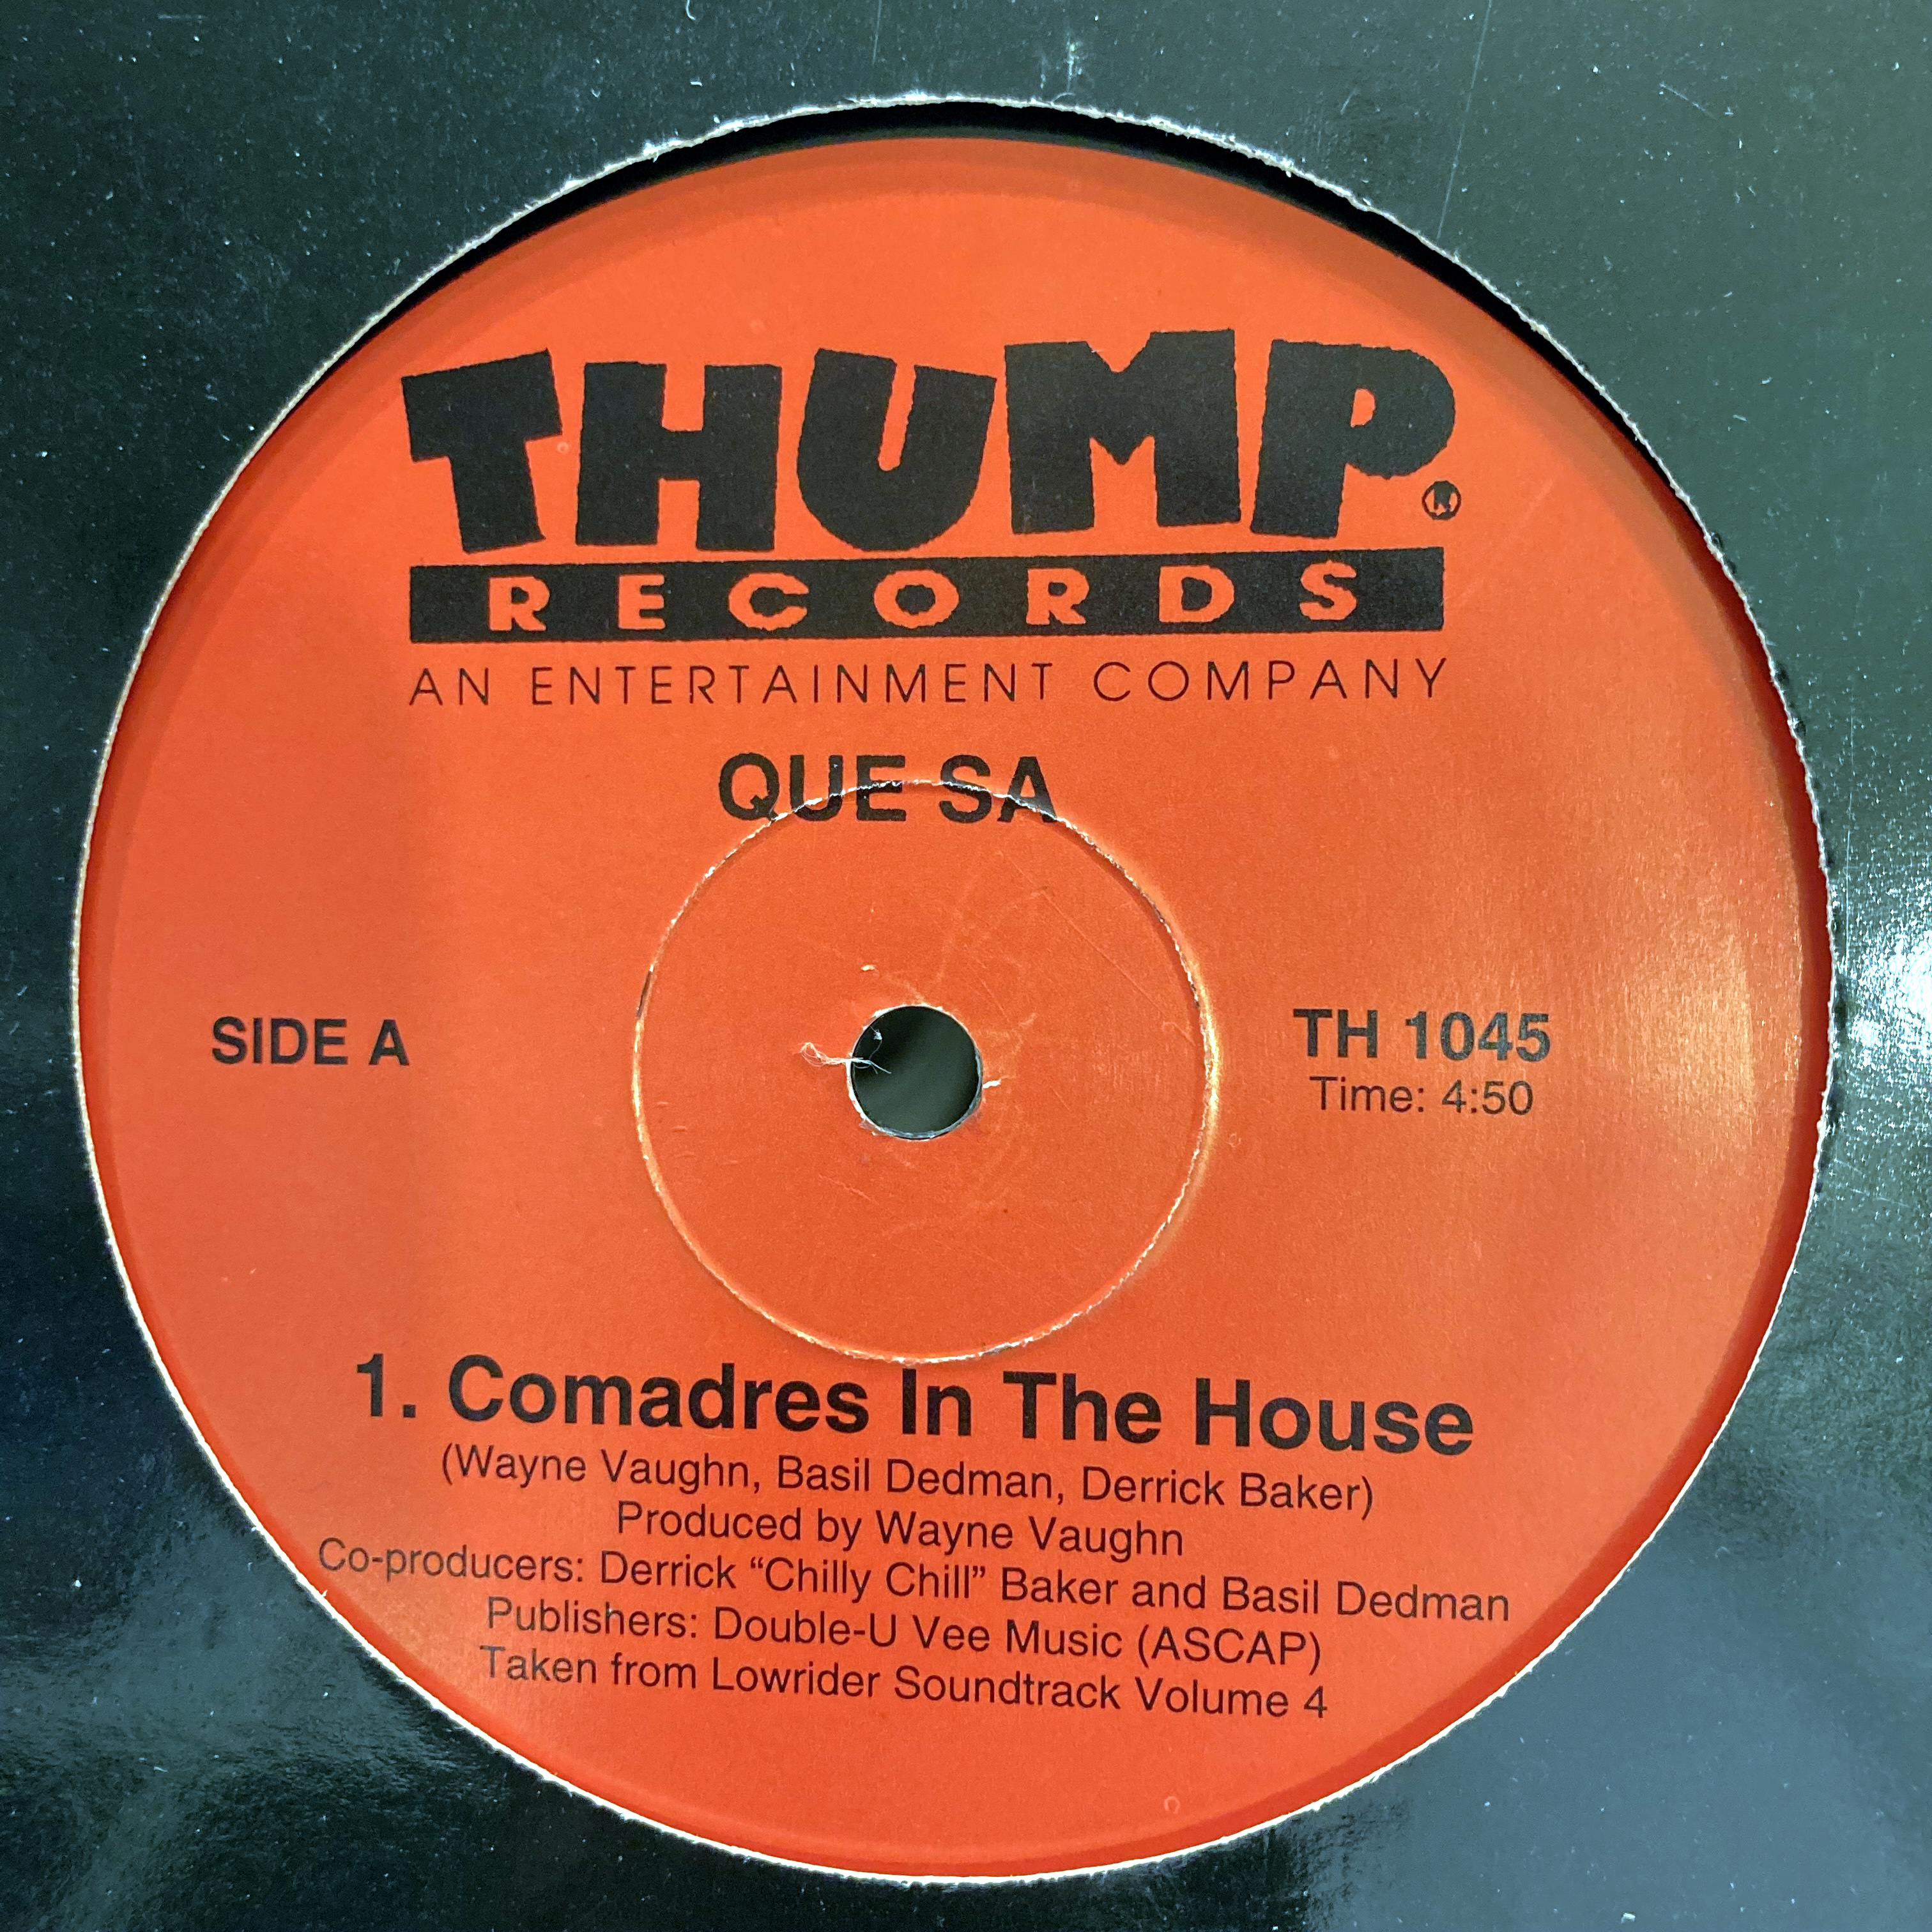 THUMP®
RECORDS
AN ENTERTAINMENT COMPANY
QUE SA
SIDE A
TH 1045
Time: 4:50
1. Comadres In The House
(Wayne Vaughn, Basil Dedman, Derrick Baker)
Produced by Wayne Vaughn
Co-producers: Derrick “Chilly Chill” Baker and Basil Dedman
Publishers: Double-U Vee Music (ASCAP)
Taken from Lowrider Soundtrack Volume 4